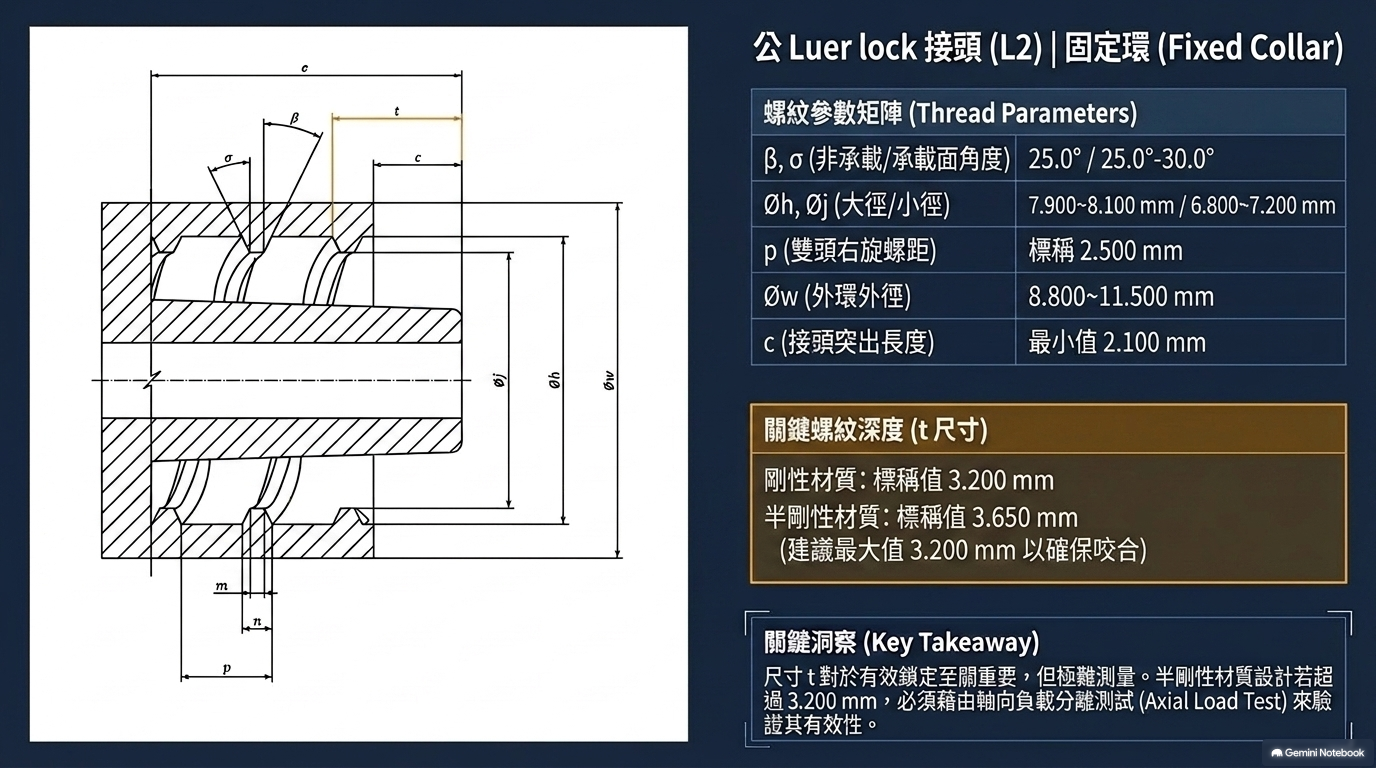 c
t
β
σ
c
Øj
Øh
Øw
m
n
p
公 Luer lock 接頭 (L2) | 固定環 (Fixed Collar)
螺紋參數矩陣 (Thread Parameters)
β, σ (非承載/承載面角度) 25.0° / 25.0°-30.0°
Øh, Øj (大徑/小徑) 7.900~8.100 mm / 6.800~7.200 mm
p (雙頭右旋螺距) 標稱 2.500 mm
Øw (外環外徑) 8.800~11.500 mm
c (接頭突出長度) 最小值 2.100 mm
關鍵螺紋深度 (t 尺寸)
剛性材質：標稱值 3.200 mm
半剛性材質：標稱值 3.650 mm
(建議最大值 3.200 mm 以確保咬合)
關鍵洞察 (Key Takeaway)
尺寸 t 對於有效鎖定至關重要，但極難測量。半剛性材質設計若超
過 3.200 mm，必須藉由軸向負載分離測試 (Axial Load Test) 來驗
證其有效性。
Gemini Notebook